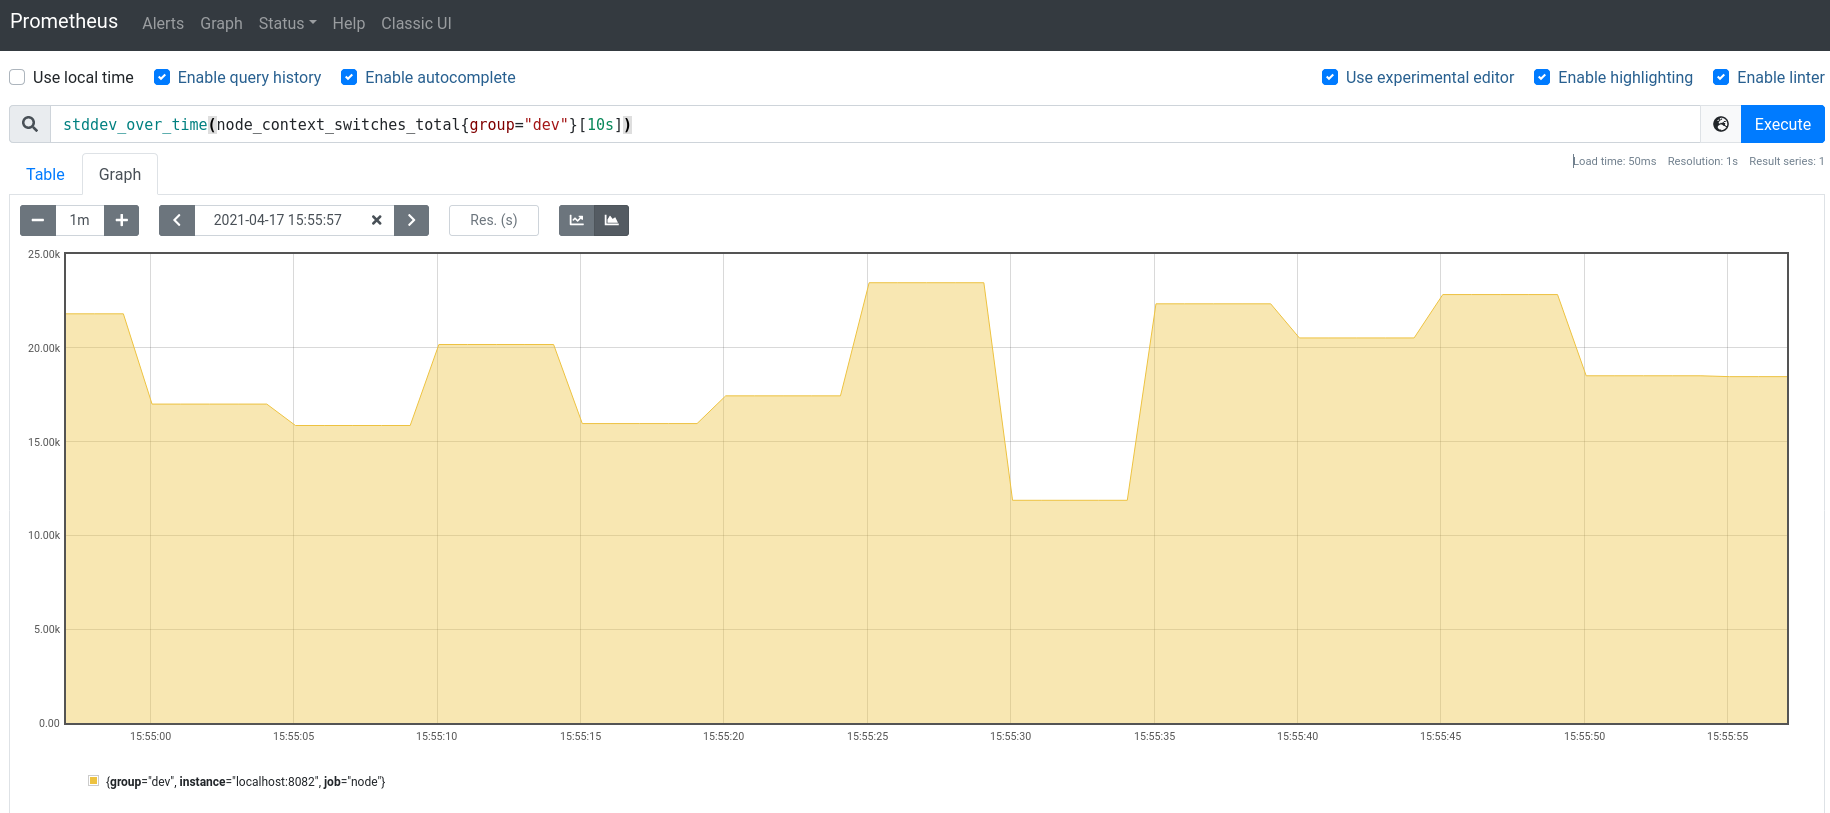 Prometheus Alerts Graph Status Help Classic UI
Use local time Enable query history Enable autocomplete Use experimental editor Enable highlighting Enable linter
stddev_over_time(node_context_switches_total{group="dev"}[10s]) Execute
Load time: 50ms Resolution: 1s Result series: 1
Table Graph
1m 2021-04-17 15:55:57 Res. (s)
25.00k
20.00k
15.00k
10.00k
5.00k
0.00
15:55:00 15:55:05 15:55:10 15:55:15 15:55:20 15:55:25 15:55:30 15:55:35 15:55:40 15:55:45 15:55:50 15:55:55
{group="dev", instance="localhost:8082", job="node"}